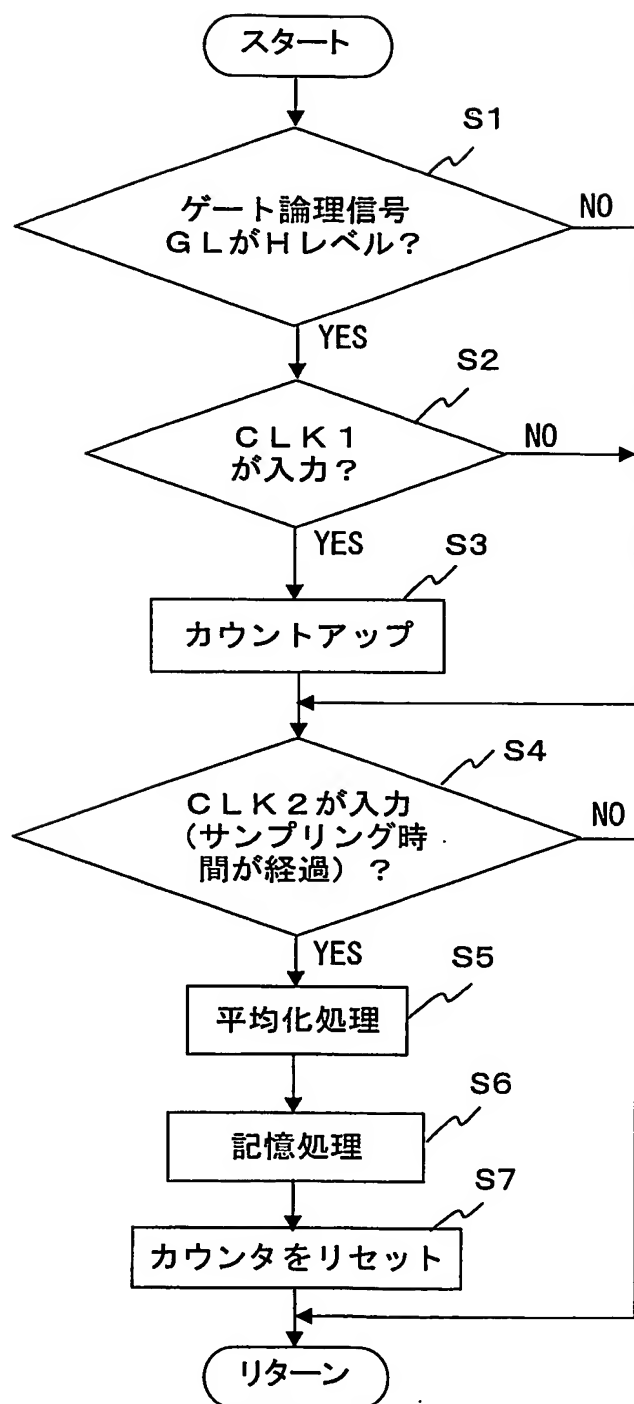 スタート
S1
ゲート論理信号
GLがHレベル?
NO
YES
S2
CLK1
が入力?
NO
YES
S3
カウントアップ
S4
CLK2が入力
(サンプリング時
間が経過)?
NO
YES
S5
平均化処理
S6
記憶処理
S7
カウンタをリセット
リターン